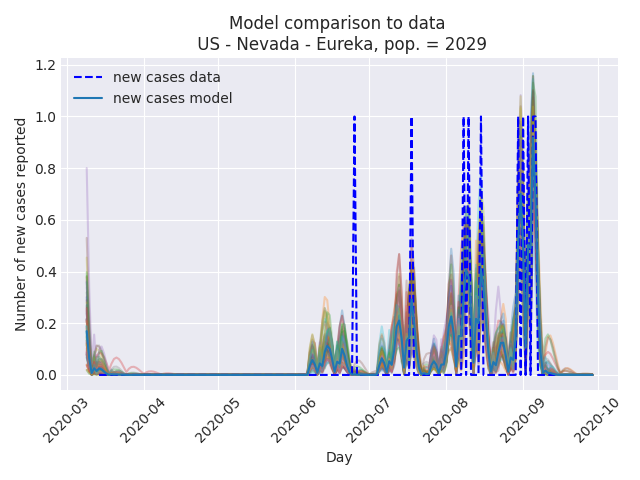 Model comparison to data
US - Nevada - Eureka, pop. = 2029
new cases data
new cases model
Number of new cases reported
1.2
1.0
0.8
0.6
0.4
0.2
0.0
2020-03
2020-04
2020-05
2020-06
2020-07
2020-08
2020-09
2020-10
Day